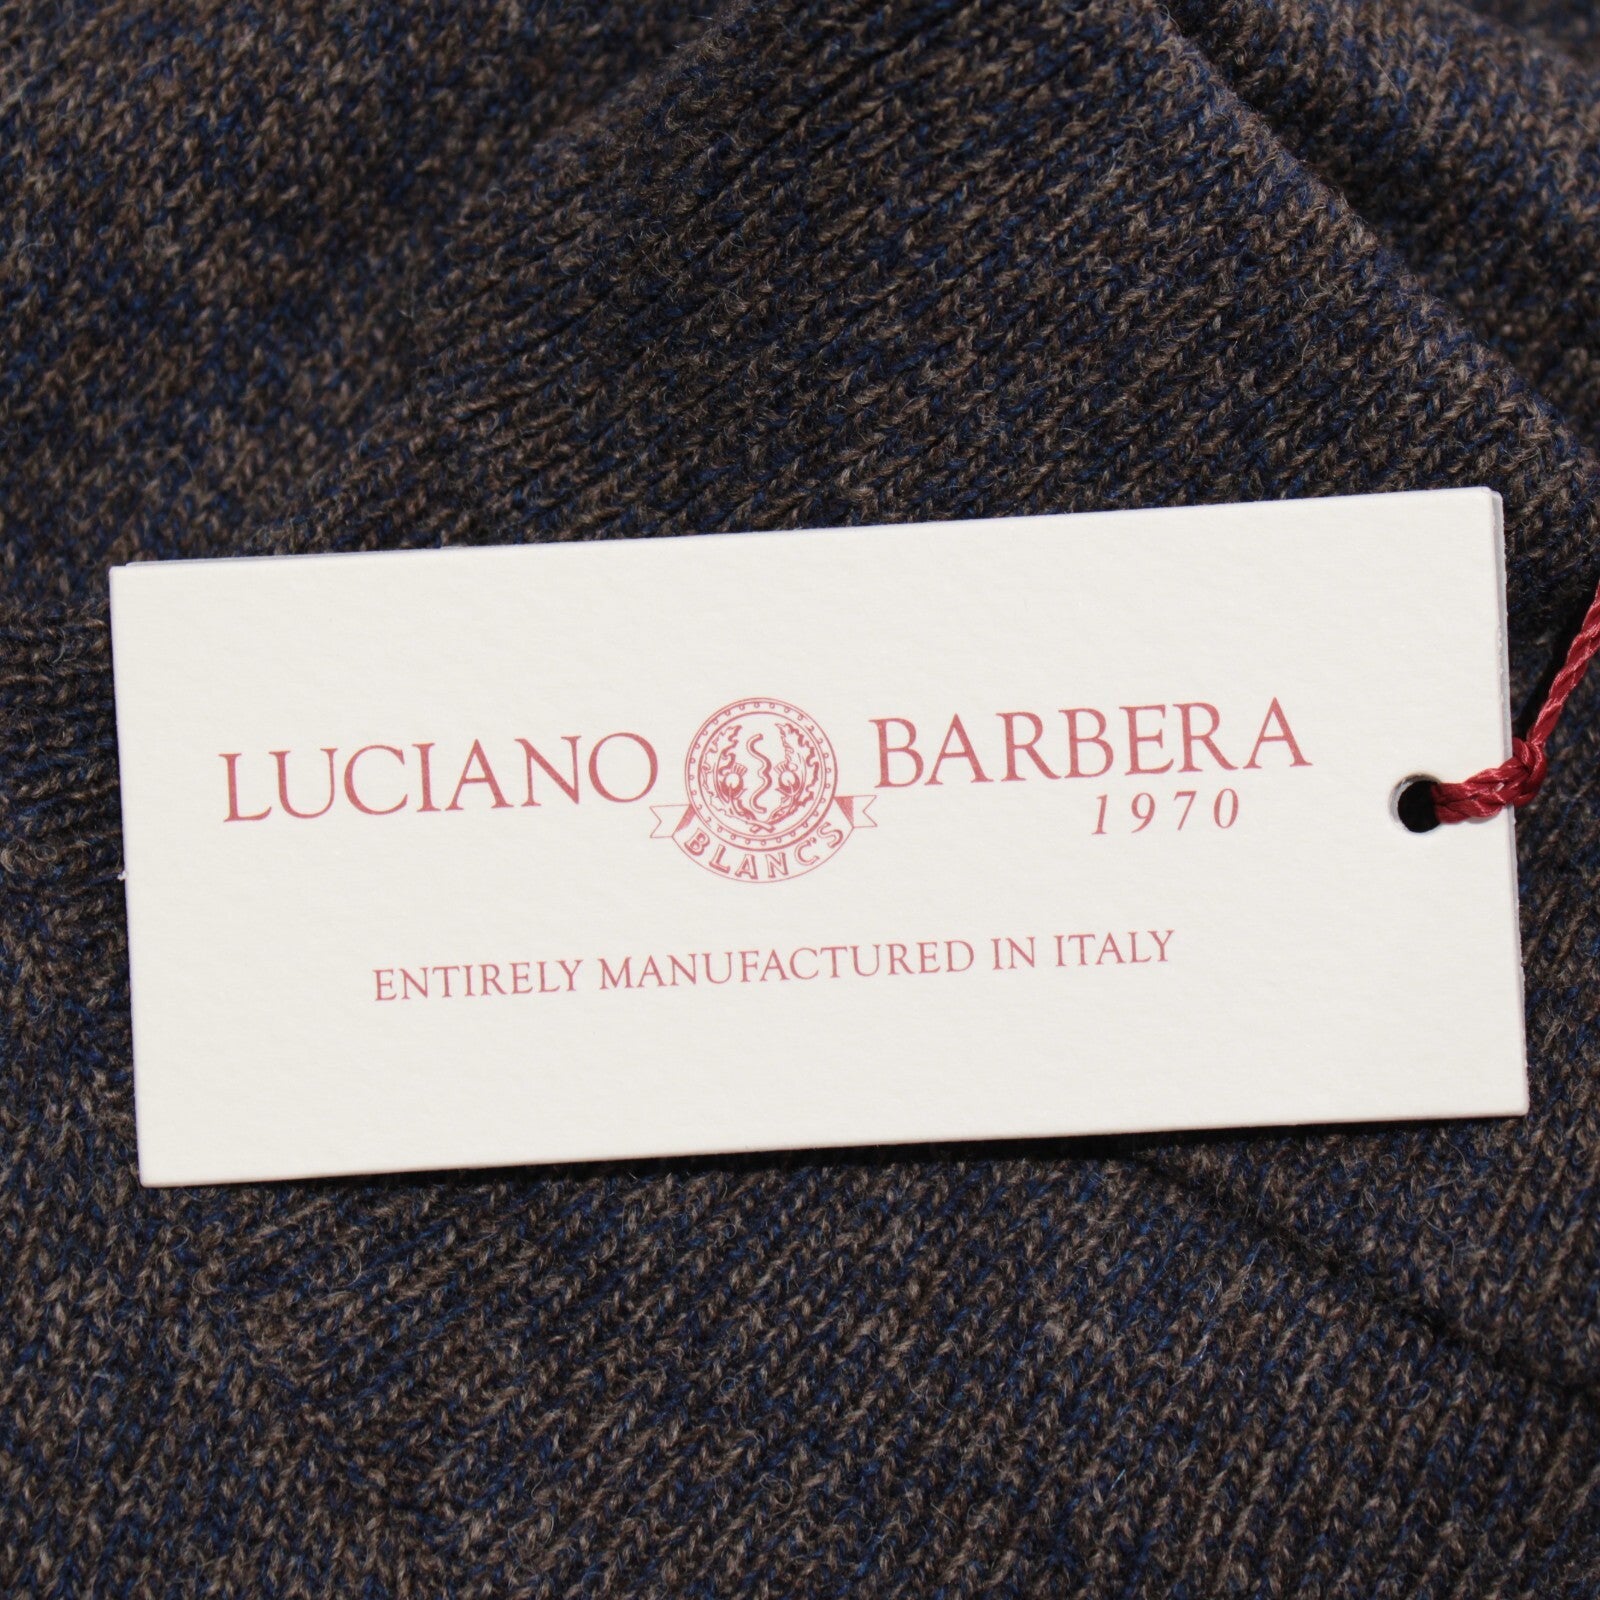 LUCIANO BARBERA
1970
BLANC'S
ENTIRELY MANUFACTURED IN ITALY